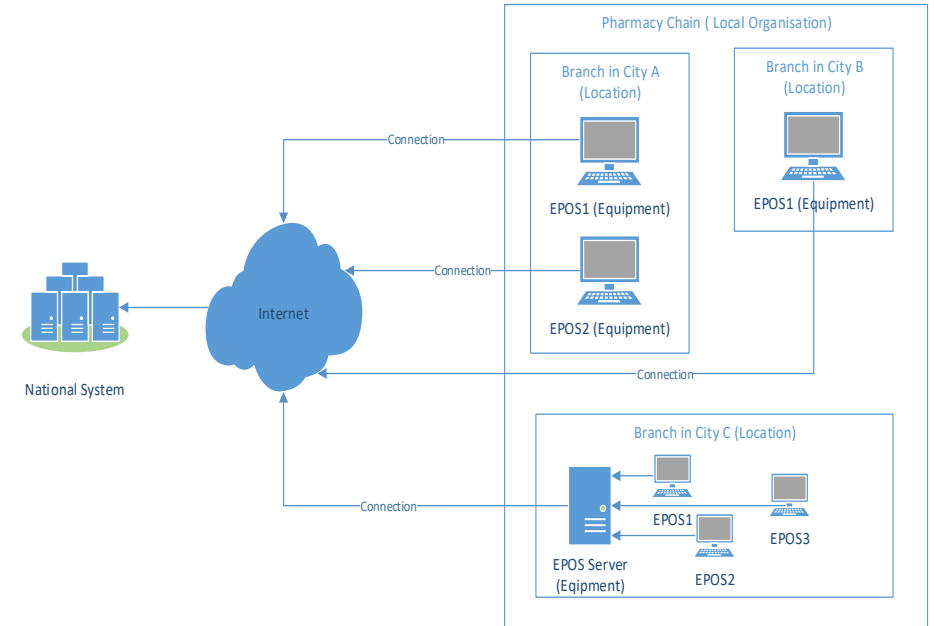 Pharmacy Chain ( Local Organisation)
Branch in City A
(Location)
Branch in City B
(Location)
Connection
EPOS1 (Equipment)
EPOS1 (Equipment)
Connection
Internet
EPOS2 (Equipment)
Connection
National System
Branch in City C (Location)
Connection
EPOS1
EPOS3
EPOS Server
(Eqipment)
EPOS2